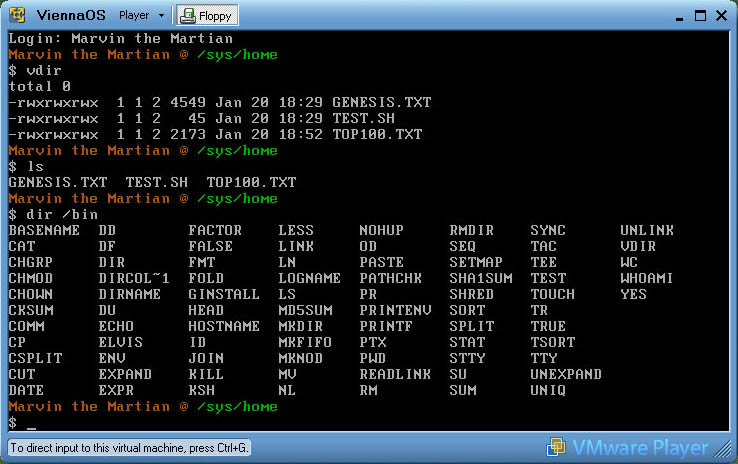 ViennaOS Player Floppy
Login: Marvin the Martian
Marvin the Martian @ /sys/home
$ vdir
total 0
-rwxrwxrwx  1 1 2 4549 Jan 20 18:29 GENESIS.TXT
-rwxrwxrwx  1 1 2   45 Jan 20 18:29 TEST.SH
-rwxrwxrwx  1 1 2 2173 Jan 20 18:52 TOP100.TXT
Marvin the Martian @ /sys/home
$ ls
GENESIS.TXT  TEST.SH  TOP100.TXT
Marvin the Martian @ /sys/home
$ dir /bin
BASENAME  DD        FACTOR    LESS      NOHUP     RMDIR     SYNC      UNLINK
CAT       DF        FALSE     LINK      OD        SEQ       TAC       VDIR
CHGRP     DIR       FMT       LN        PASTE     SETMAP    TEE       WC
CHMOD     DIRCOL~1  FOLD      LOGNAME   PATHCHK   SHA1SUM   TEST      WHOAMI
CHOWN     DIRNAME   GINSTALL  LS        PR        SHRED     TOUCH     YES
CKSUM     DU        HEAD      MD5SUM    PRINTENV  SORT      TR
COMM      ECHO      HOSTNAME  MKDIR     PRINTF    SPLIT     TRUE
CP        ELVIS     ID        MKFIFO    PTX       STAT      TSORT
CSPLIT    ENV       JOIN      MKNOD     PWD       STTY      TTY
CUT       EXPAND    KILL      MV        READLINK  SU        UNEXPAND
DATE      EXPR      KSH       NL        RM        SUM       UNIQ
Marvin the Martian @ /sys/home
$ _
To direct input to this virtual machine, press Ctrl+G. VMware Player